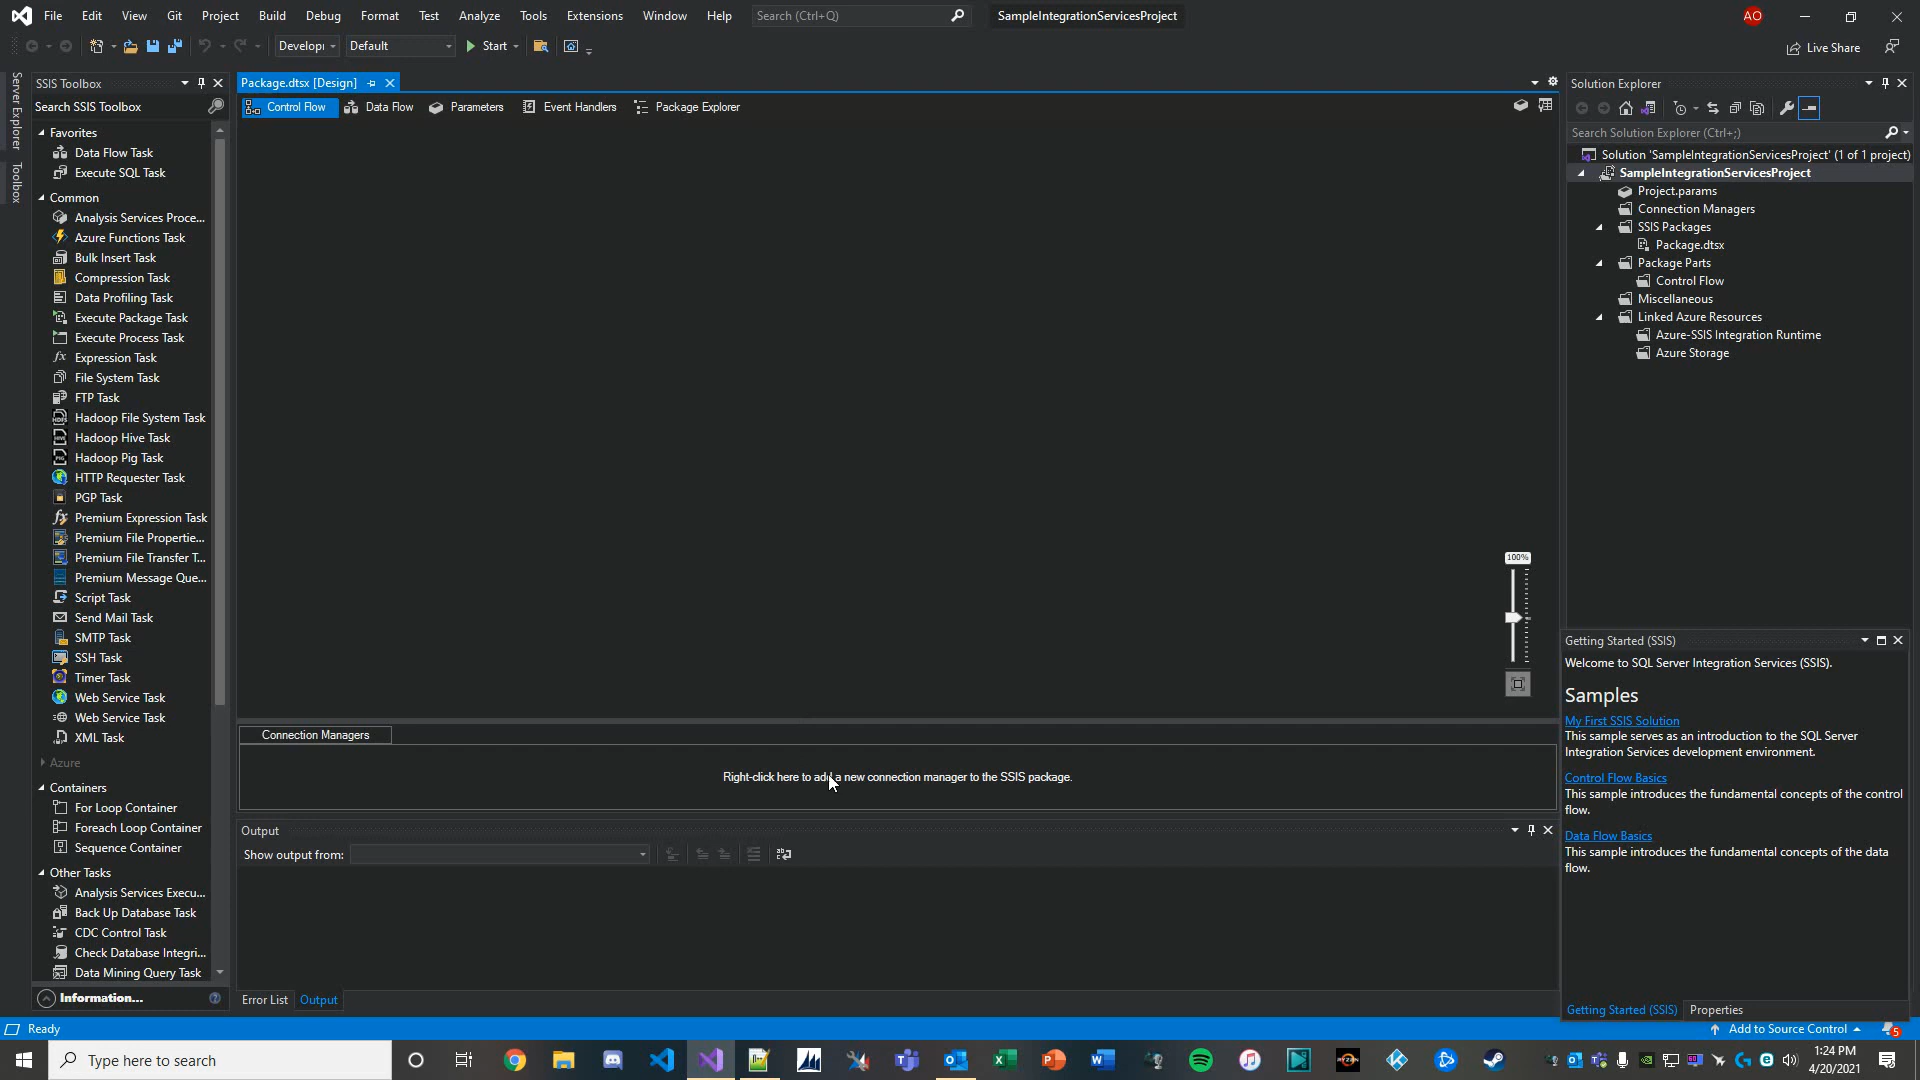 File Edit View Git Project Build Debug Format Test Analyze Tools Extensions Window Help Search (Ctrl+Q) SampleIntegrationServicesProject AO
Developi Default Start Live Share
Server Explorer
Toolbox
SSIS Toolbox
Search SSIS Toolbox
Favorites
Data Flow Task
Execute SQL Task
Common
Analysis Services Proce...
Azure Functions Task
Bulk Insert Task
Compression Task
Data Profiling Task
Execute Package Task
Execute Process Task
Expression Task
File System Task
FTP Task
Hadoop File System Task
Hadoop Hive Task
Hadoop Pig Task
HTTP Requester Task
PGP Task
Premium Expression Task
Premium File Propertie...
Premium File Transfer T...
Premium Message Que...
Script Task
Send Mail Task
SMTP Task
SSH Task
Timer Task
Web Service Task
Web Service Task
XML Task
Azure
Containers
For Loop Container
Foreach Loop Container
Sequence Container
Other Tasks
Analysis Services Execu...
Back Up Database Task
CDC Control Task
Check Database Integri...
Data Mining Query Task
Information...
Package.dtsx [Design]
Control Flow Data Flow Parameters Event Handlers Package Explorer
100%
Connection Managers
Right-click here to add a new connection manager to the SSIS package.
Output
Show output from:
Error List Output
Solution Explorer
Search Solution Explorer (Ctrl+;)
Solution 'SampleIntegrationServicesProject' (1 of 1 project)
SampleIntegrationServicesProject
Project.params
Connection Managers
SSIS Packages
Package.dtsx
Package Parts
Control Flow
Miscellaneous
Linked Azure Resources
Azure-SSIS Integration Runtime
Azure Storage
Getting Started (SSIS)
Welcome to SQL Server Integration Services (SSIS).
Samples
My First SSIS Solution
This sample serves as an introduction to the SQL Server
Integration Services development environment.
Control Flow Basics
This sample introduces the fundamental concepts of the control
flow.
Data Flow Basics
This sample introduces the fundamental concepts of the data
flow.
Getting Started (SSIS) Properties
Ready Add to Source Control 5
Type here to search
1:24 PM
4/20/2021